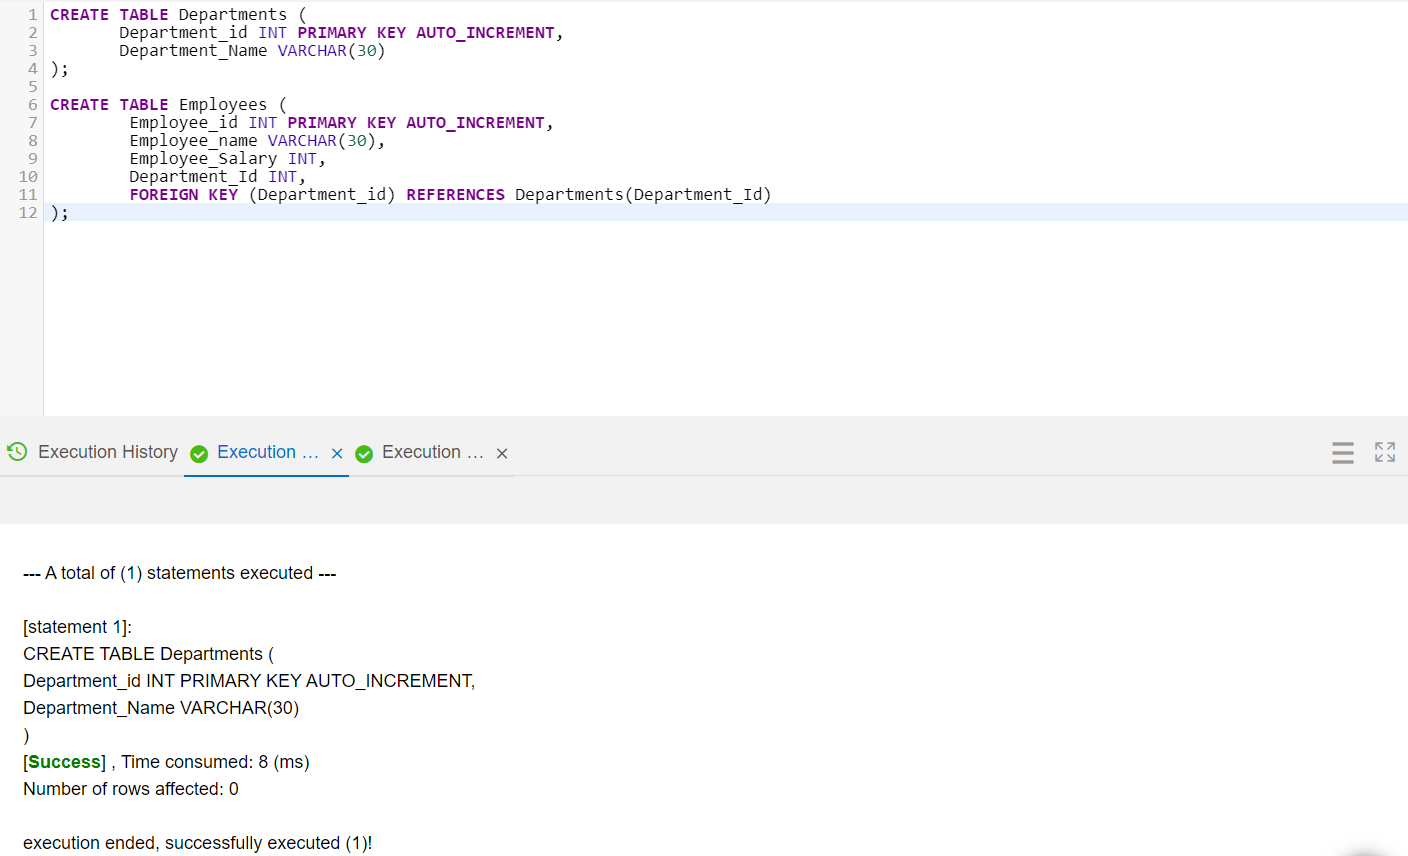 1 CREATE TABLE Departments (
2 Department_id INT PRIMARY KEY AUTO_INCREMENT,
3 Department_Name VARCHAR(30)
4 );
5
6 CREATE TABLE Employees (
7 Employee_id INT PRIMARY KEY AUTO_INCREMENT,
8 Employee_name VARCHAR(30),
9 Employee_Salary INT,
10 Department_Id INT,
11 FOREIGN KEY (Department_id) REFERENCES Departments(Department_Id)
12 );
Execution History Execution ... × Execution ... ×
--- A total of (1) statements executed ---
[statement 1]:
CREATE TABLE Departments (
Department_id INT PRIMARY KEY AUTO_INCREMENT,
Department_Name VARCHAR(30)
)
[Success] , Time consumed: 8 (ms)
Number of rows affected: 0
execution ended, successfully executed (1)!